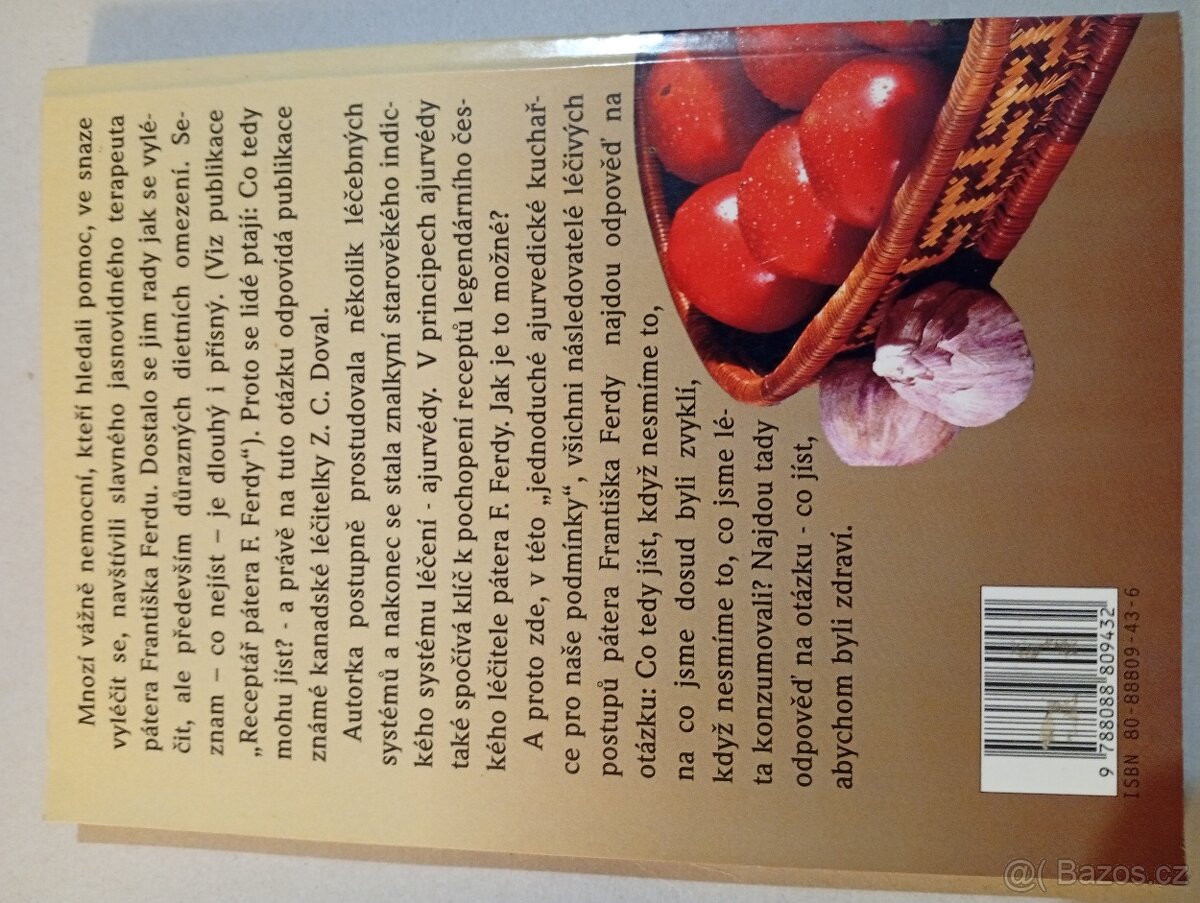 Mnozí vážně nemocní, kteří hledali pomoc, ve snaze
vyléčit se, navštívili slavného jasnovidného terapeuta
pátera Františka Ferdu. Dostalo se jim rady jak se vylé-
čit, ale především důrazných dietních omezení. Se-
znam – co nejíst – je dlouhý i přísný. (Viz publikace
„Receptář pátera F. Ferdy“). Proto se lidé ptají: Co tedy
mohu jíst? - a právě na tuto otázku odpovídá publikace
známé kanadské léčitelky Z. C. Doval.
Autorka postupně prostudovala několik léčebných
systémů a nakonec se stala znalkyní starověkého indic-
kého systému léčení - ajurvédy. V principech ajurvédy
také spočívá klíč k pochopení receptů legendárního čes-
kého léčitele pátera F. Ferdy. Jak je to možné?
A proto zde, v této „jednoduché ajurvedické kuchař-
ce pro naše podmínky“, všichni následovatelé léčivých
postupů pátera Františka Ferdy najdou odpověď na
otázku: Co tedy jíst, když nesmíme to,
na co jsme dosud byli zvyklí,
když nesmíme to, co jsme lé-
ta konzumovali? Najdou tady
odpověď na otázku - co jíst,
abychom byli zdraví.
9 788088 809432
ISBN 80-88809-43-6
@( Bazos.cz